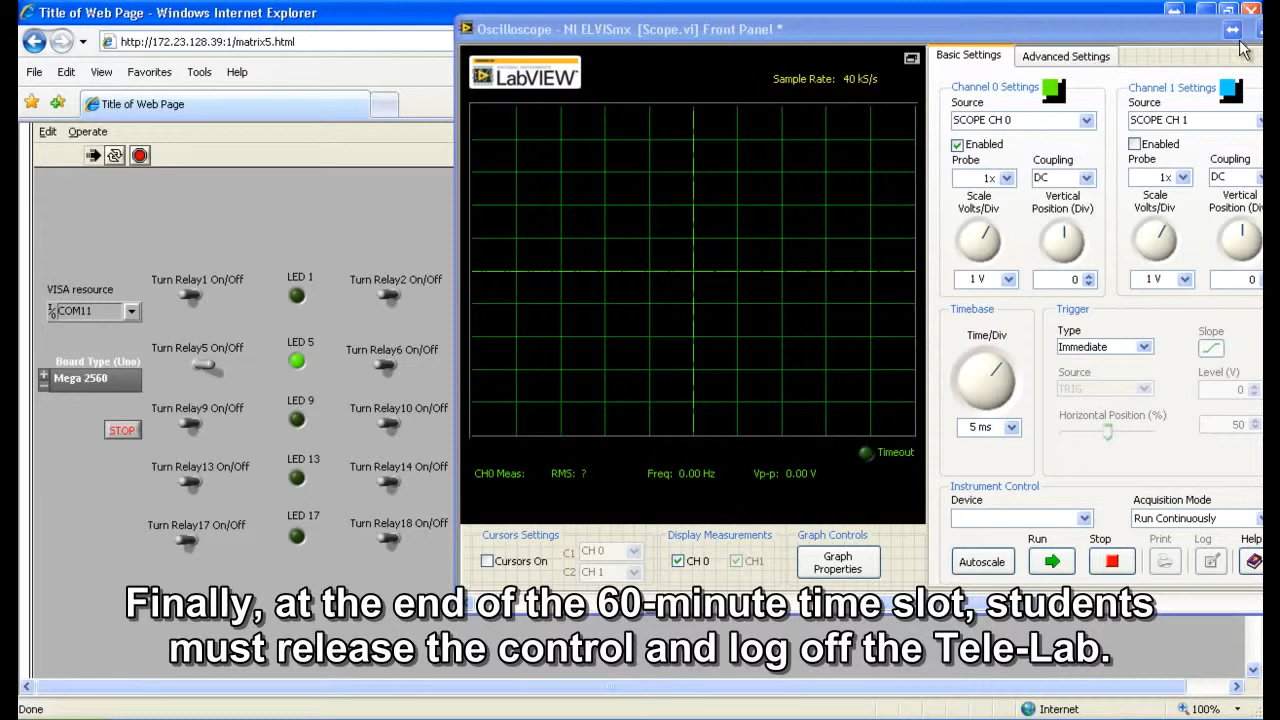 Title of Web Page - Windows Internet Explorer
http://172.23.128.39:1/matrix5.html
File Edit View Favorites Tools Help
Title of Web Page
Edit Operate
VISA resource
COM11
Board Type (Uno)
Mega 2560
STOP
Turn Relay1 On/Off LED 1 Turn Relay2 On/Off
Turn Relay5 On/Off LED 5 Turn Relay6 On/Off
Turn Relay9 On/Off LED 9 Turn Relay10 On/Off
Turn Relay13 On/Off LED 13 Turn Relay14 On/Off
Turn Relay17 On/Off LED 17 Turn Relay18 On/Off
Oscilloscope - NI ELVISmx [Scope.vi] Front Panel *
LabVIEW
Sample Rate: 40 kS/s
Timeout
CH0 Meas: RMS: ? Freq: 0.00 Hz Vp-p: 0.00 V
Cursors Settings
Cursors On
C1 CH 0
C2 CH 1
Display Measurements
CH 0 CH1
Graph Controls
Graph
Properties
Basic Settings Advanced Settings
Channel 0 Settings
Source
SCOPE CH 0
Enabled
Probe Coupling
1x DC
Scale Vertical
Volts/Div Position (Div)
1 V 0
Channel 1 Settings
Source
SCOPE CH 1
Enabled
Probe Coupling
1x DC
Scale Vertical
Volts/Div Position (Div)
1 V 0
Timebase
Time/Div
5 ms
Trigger
Type Slope
Immediate
Source Level (V)
TRIG 0
Horizontal Position (%)
50
Instrument Control
Device Acquisition Mode
Run Continuously
Run Stop Print Log Help
Autoscale
Finally, at the end of the 60-minute time slot, students
must release the control and log off the Tele-Lab.
Done Internet 100%